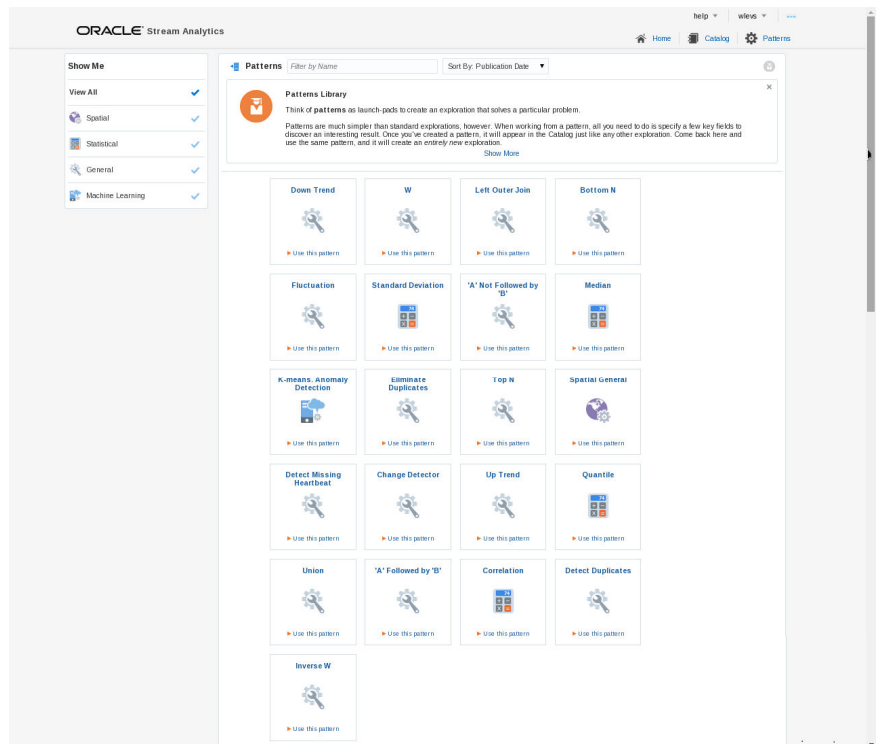 help ▼ wlevs ▼
ORACLE® Stream Analytics
Home Catalog Patterns
Show Me
View All
Spatial
Statistical
General
Machine Learning
Patterns Filter by Name Sort By: Publication Date ▼
Patterns Library
Think of patterns as launch-pads to create an exploration that solves a particular problem.
Patterns are much simpler than standard explorations, however. When working from a pattern, all you need to do is specify a few key fields to
discover an interesting result. Once you've created a pattern, it will appear in the Catalog just like any other exploration. Come back here and
use the same pattern, and it will create an entirely new exploration.
Show More
Down Trend W Left Outer Join Bottom N
Use this pattern Use this pattern Use this pattern Use this pattern
Fluctuation Standard Deviation 'A' Not Followed by Median
'B'
Use this pattern Use this pattern Use this pattern Use this pattern
K-means. Anomaly Eliminate Top N Spatial General
Detection Duplicates
Use this pattern Use this pattern Use this pattern Use this pattern
Detect Missing Change Detector Up Trend Quantile
Heartbeat
Use this pattern Use this pattern Use this pattern Use this pattern
Union 'A' Followed by 'B' Correlation Detect Duplicates
Use this pattern Use this pattern Use this pattern Use this pattern
Inverse W
Use this pattern